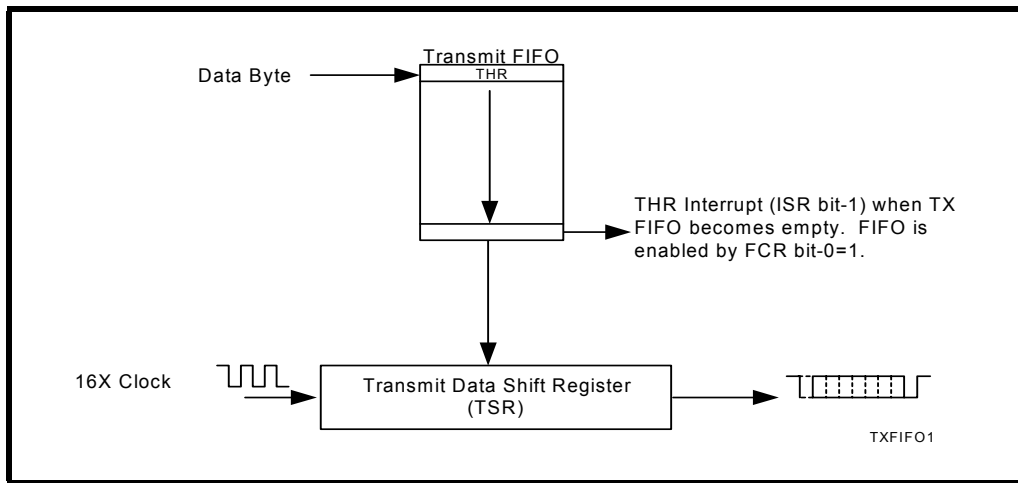 Transmit FIFO
Data Byte
THR
THR Interrupt (ISR bit-1) when TX
FIFO becomes empty. FIFO is
enabled by FCR bit-0=1.
16X Clock
Transmit Data Shift Register
(TSR)
TXFIFO1